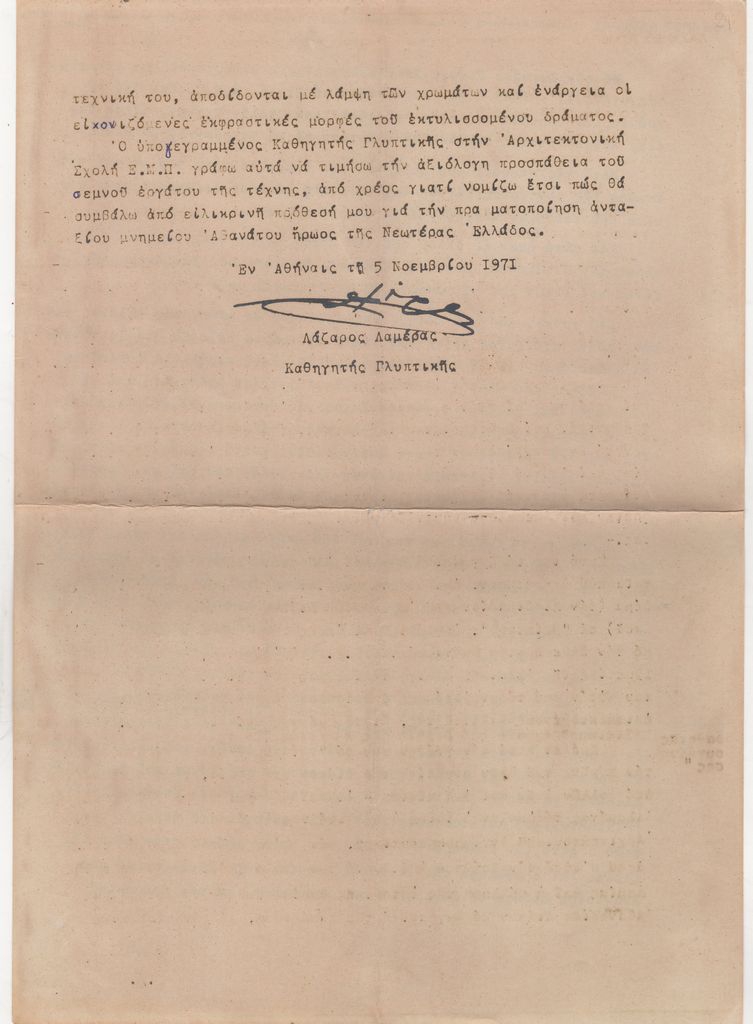 τεχνική του, ἀποδίδονται μέ λάμψη τῶν χρωμάτων καί ἐνάργεια οἱ
εἰκονιζόμενες ἐκφραστικές μορφές τοῦ ἐκτυλισσομένου δράματος.
Ὁ ὑπογεγραμμένος Καθηγητής Γλυπτικῆς στήν Ἀρχιτεκτονική
Σχολή Ε.Μ.Π. γράφω αὐτά νά τιμήσω τήν ἀξιόλογη προσπάθεια τοῦ
σεμνοῦ ἐργάτου τῆς τέχνης, ἀπό χρέος γιατί νομίζω ἔτσι πώς θά
συμβάλω ἀπό εἰλικρινῆ πρόθεσή μου γιά τήν πρα ματοποίηση ἀντα-
ξίου μνημείου Ἀθανάτου ἥρωος τῆς Νεωτέρας Ἑλλάδος.
Ἐν Ἀθήναις τῇ 5 Νοεμβρίου 1971
Λάζαρος Λαμέρας
Καθηγητής Γλυπτικῆς